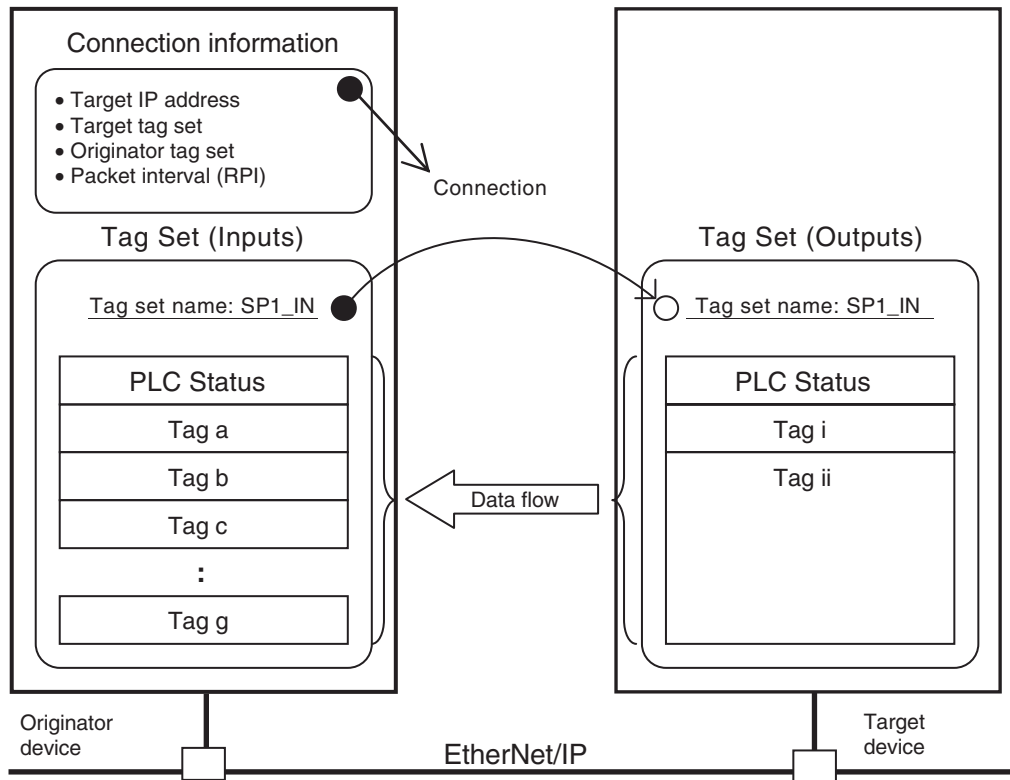 Connection information
• Target IP address
• Target tag set
• Originator tag set
• Packet interval (RPI)
Connection
Tag Set (Inputs)
Tag set name: SP1_IN
PLC Status
Tag a
Tag b
Tag c
:
Tag g
Data flow
Tag Set (Outputs)
Tag set name: SP1_IN
PLC Status
Tag i
Tag ii
Originator
device
EtherNet/IP
Target
device